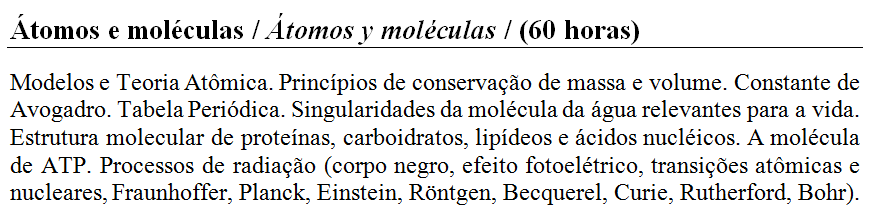 Átomos e moléculas / Átomos y moléculas / (60 horas)
Modelos e Teoria Atômica. Princípios de conservação de massa e volume. Constante de
Avogadro. Tabela Periódica. Singularidades da molécula da água relevantes para a vida.
Estrutura molecular de proteínas, carboidratos, lipídeos e ácidos nucléicos. A molécula
de ATP. Processos de radiação (corpo negro, efeito fotoelétrico, transições atômicas e
nucleares, Fraunhoffer, Planck, Einstein, Röntgen, Becquerel, Curie, Rutherford, Bohr).